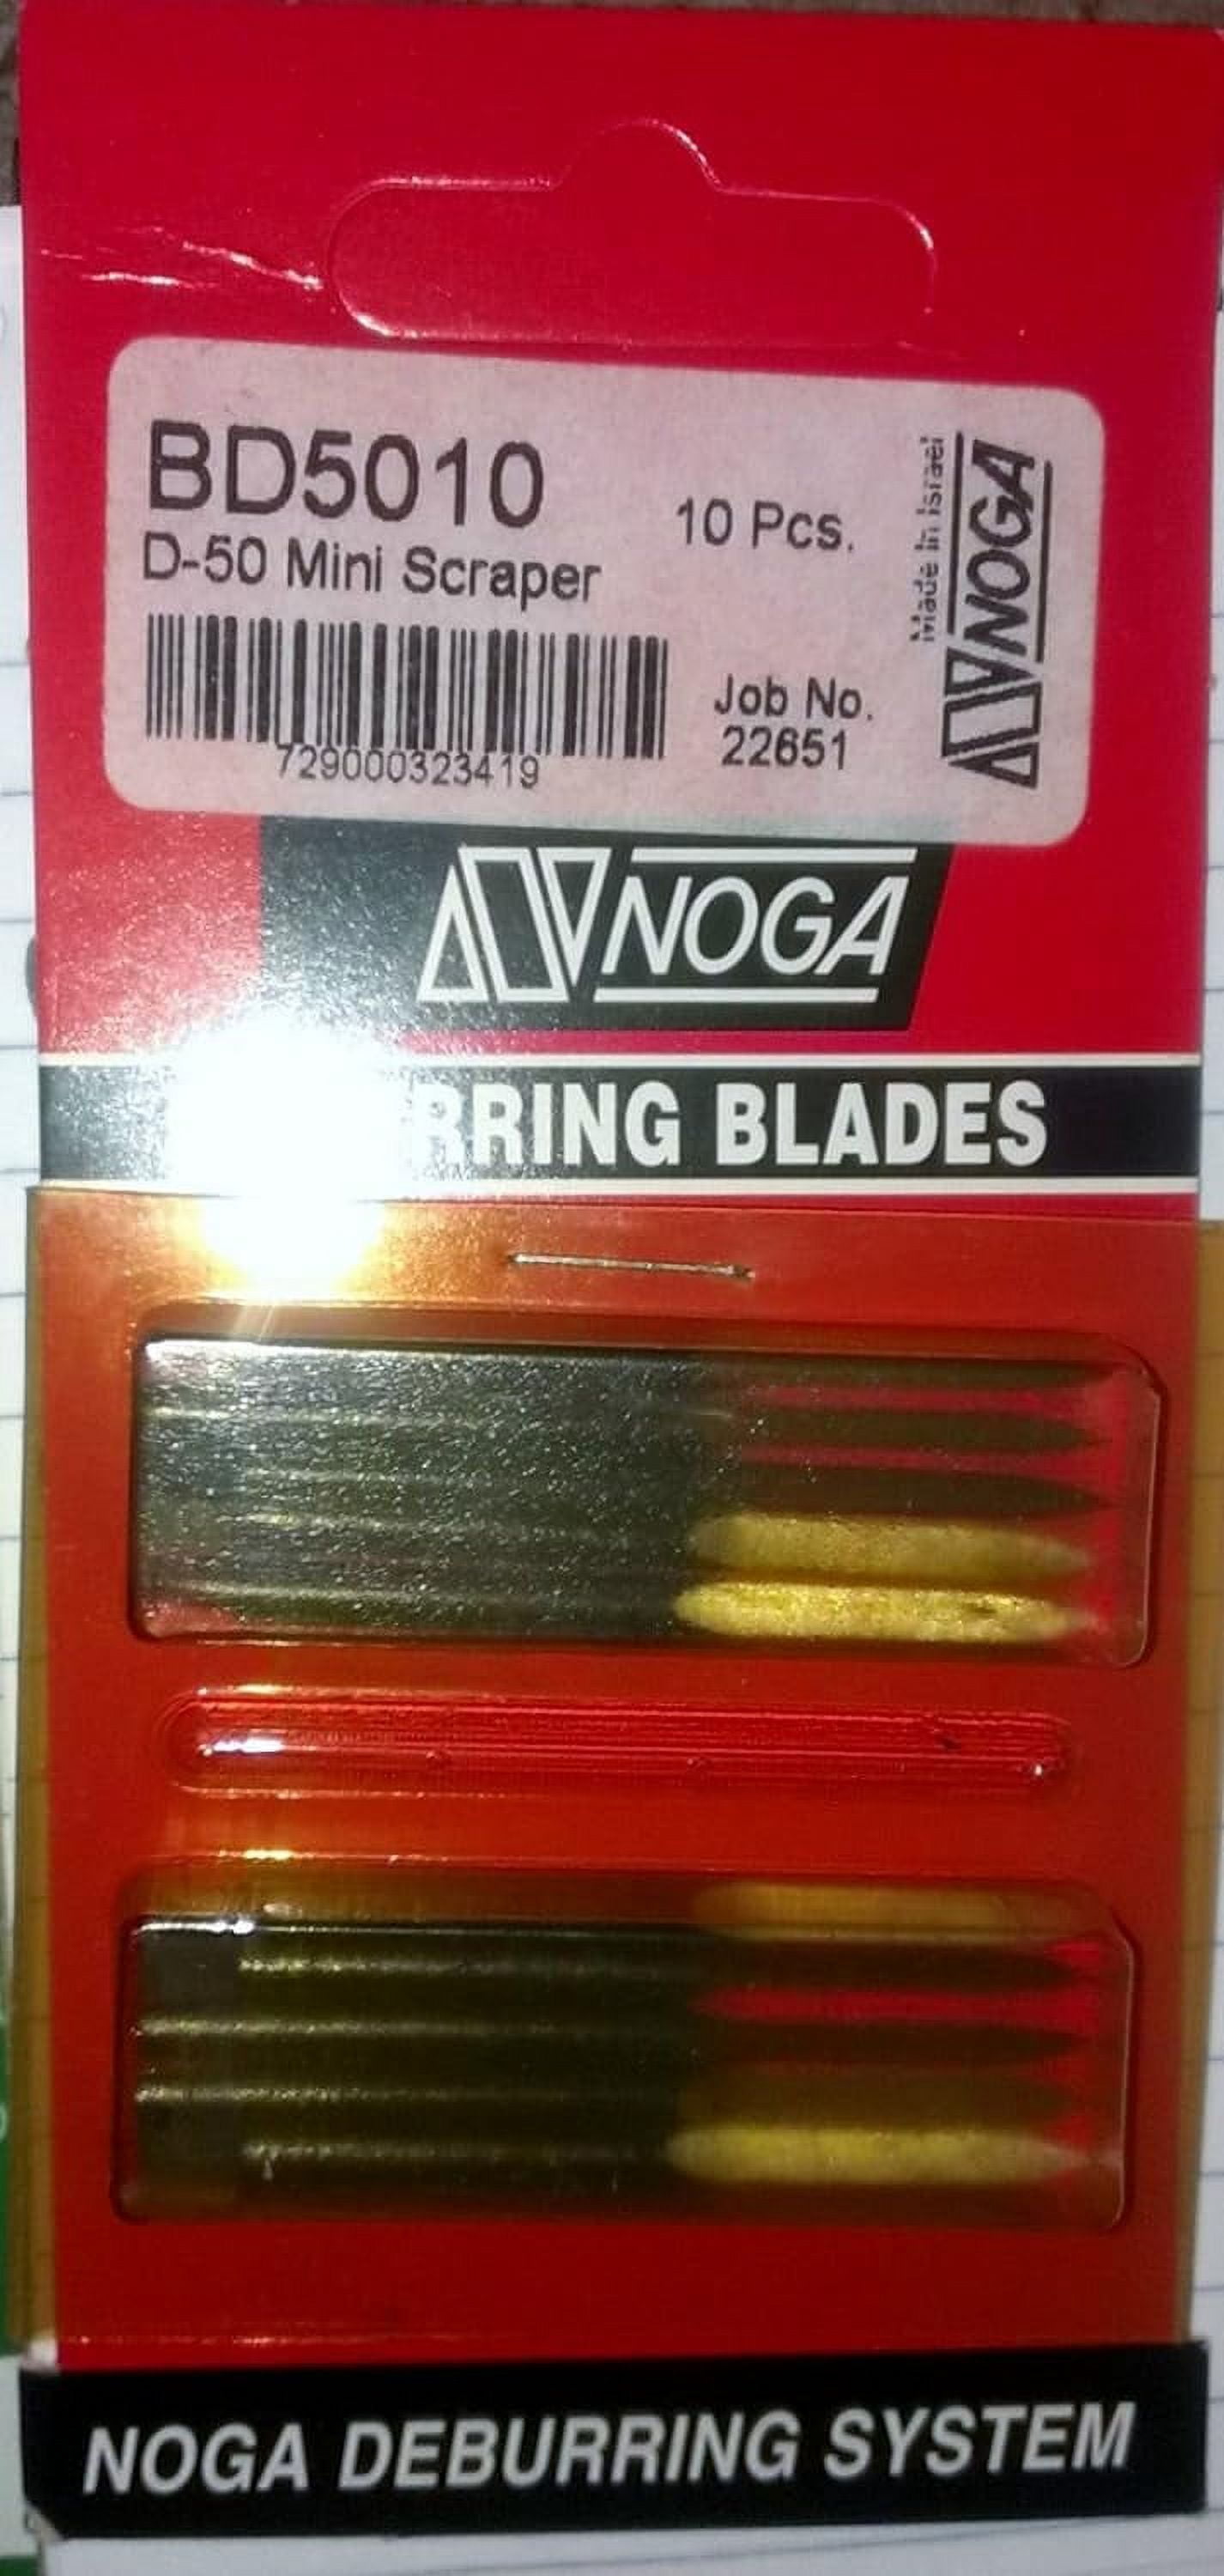 BD5010
D-50 Mini Scraper
10 Pcs.
Made In Israel
NOGA
729000323419
Job No.
22651
NOGA
BLADES
NOGA DEBURRING SYSTEM